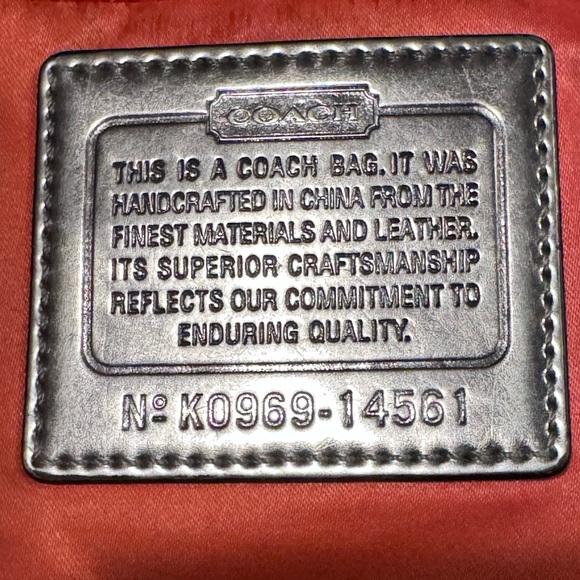 COACH
THIS IS A COACH BAG. IT WAS
HANDCRAFTED IN CHINA FROM THE
FINEST MATERIALS AND LEATHER.
ITS SUPERIOR CRAFTSMANSHIP
REFLECTS OUR COMMITMENT TO
ENDURING QUALITY.
Nº K0969-14561